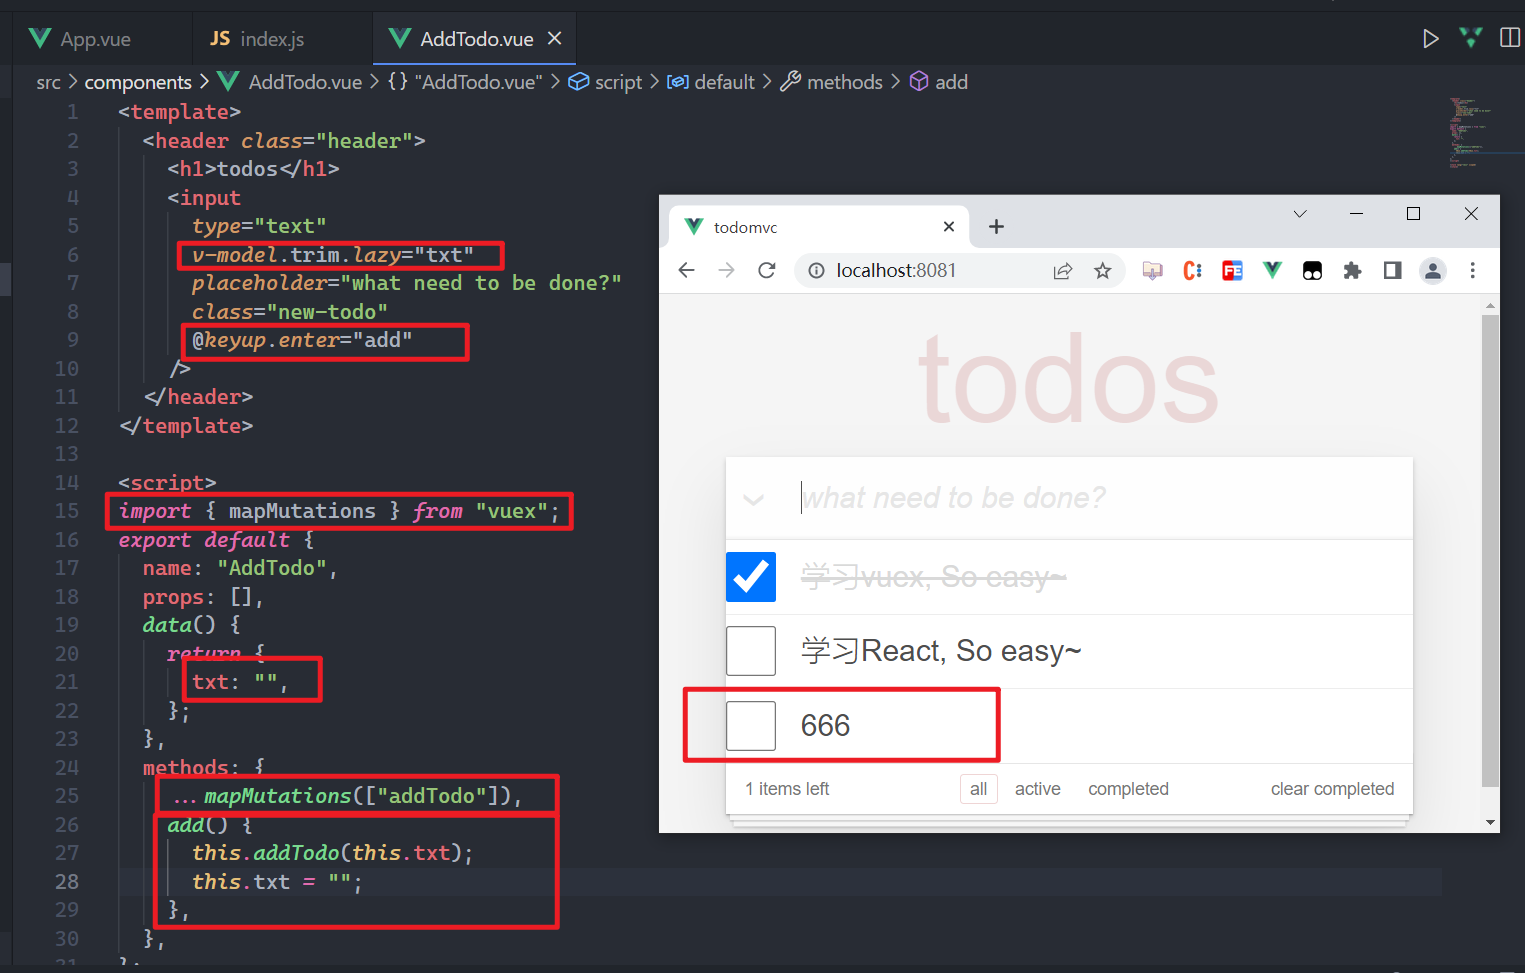 App.vue
JS index.js
AddTodo.vue
src > components > AddTodo.vue > {} "AddTodo.vue" > script > default > methods > add
1 <template>
2 <header class="header">
3 <h1>todos</h1>
4 <input
5 type="text"
6 v-model.trim.lazy="txt"
7 placeholder="what need to be done?"
8 class="new-todo"
9 @keyup.enter="add"
10 />
11 </header>
12 </template>
13
14 <script>
15 import { mapMutations } from "vuex";
16 export default {
17 name: "AddTodo",
18 props: [],
19 data() {
20 return {
21 txt: "",
22 };
23 },
24 methods: {
25 ...mapMutations(["addTodo"]),
26 add() {
27 this.addTodo(this.txt);
28 this.txt = "";
29 },
30 },
31 };
todomvc
localhost:8081
todos
what need to be done?
学习vuex, So easy~
学习React, So easy~
666
1 items left
all
active
completed
clear completed